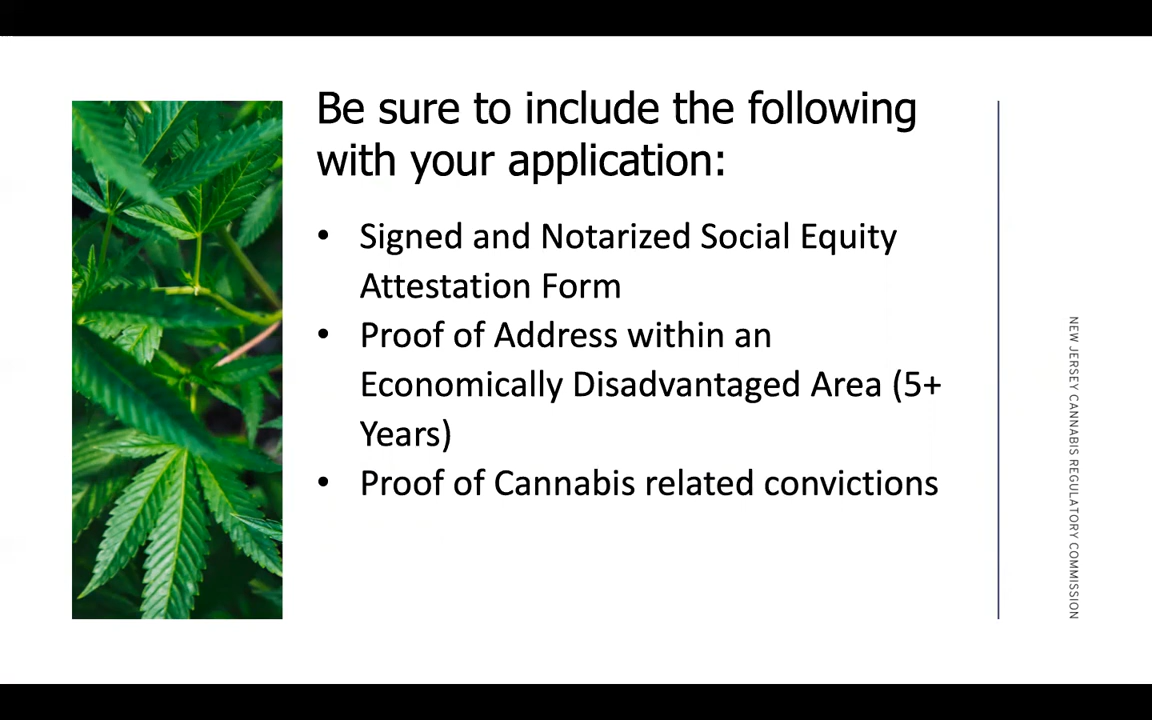 Be sure to include the following
with your application:
• Signed and Notarized Social Equity
Attestation Form
• Proof of Address within an
Economically Disadvantaged Area (5+
Years)
• Proof of Cannabis related convictions
NEW JERSEY CANNABIS REGULATORY COMMISSION